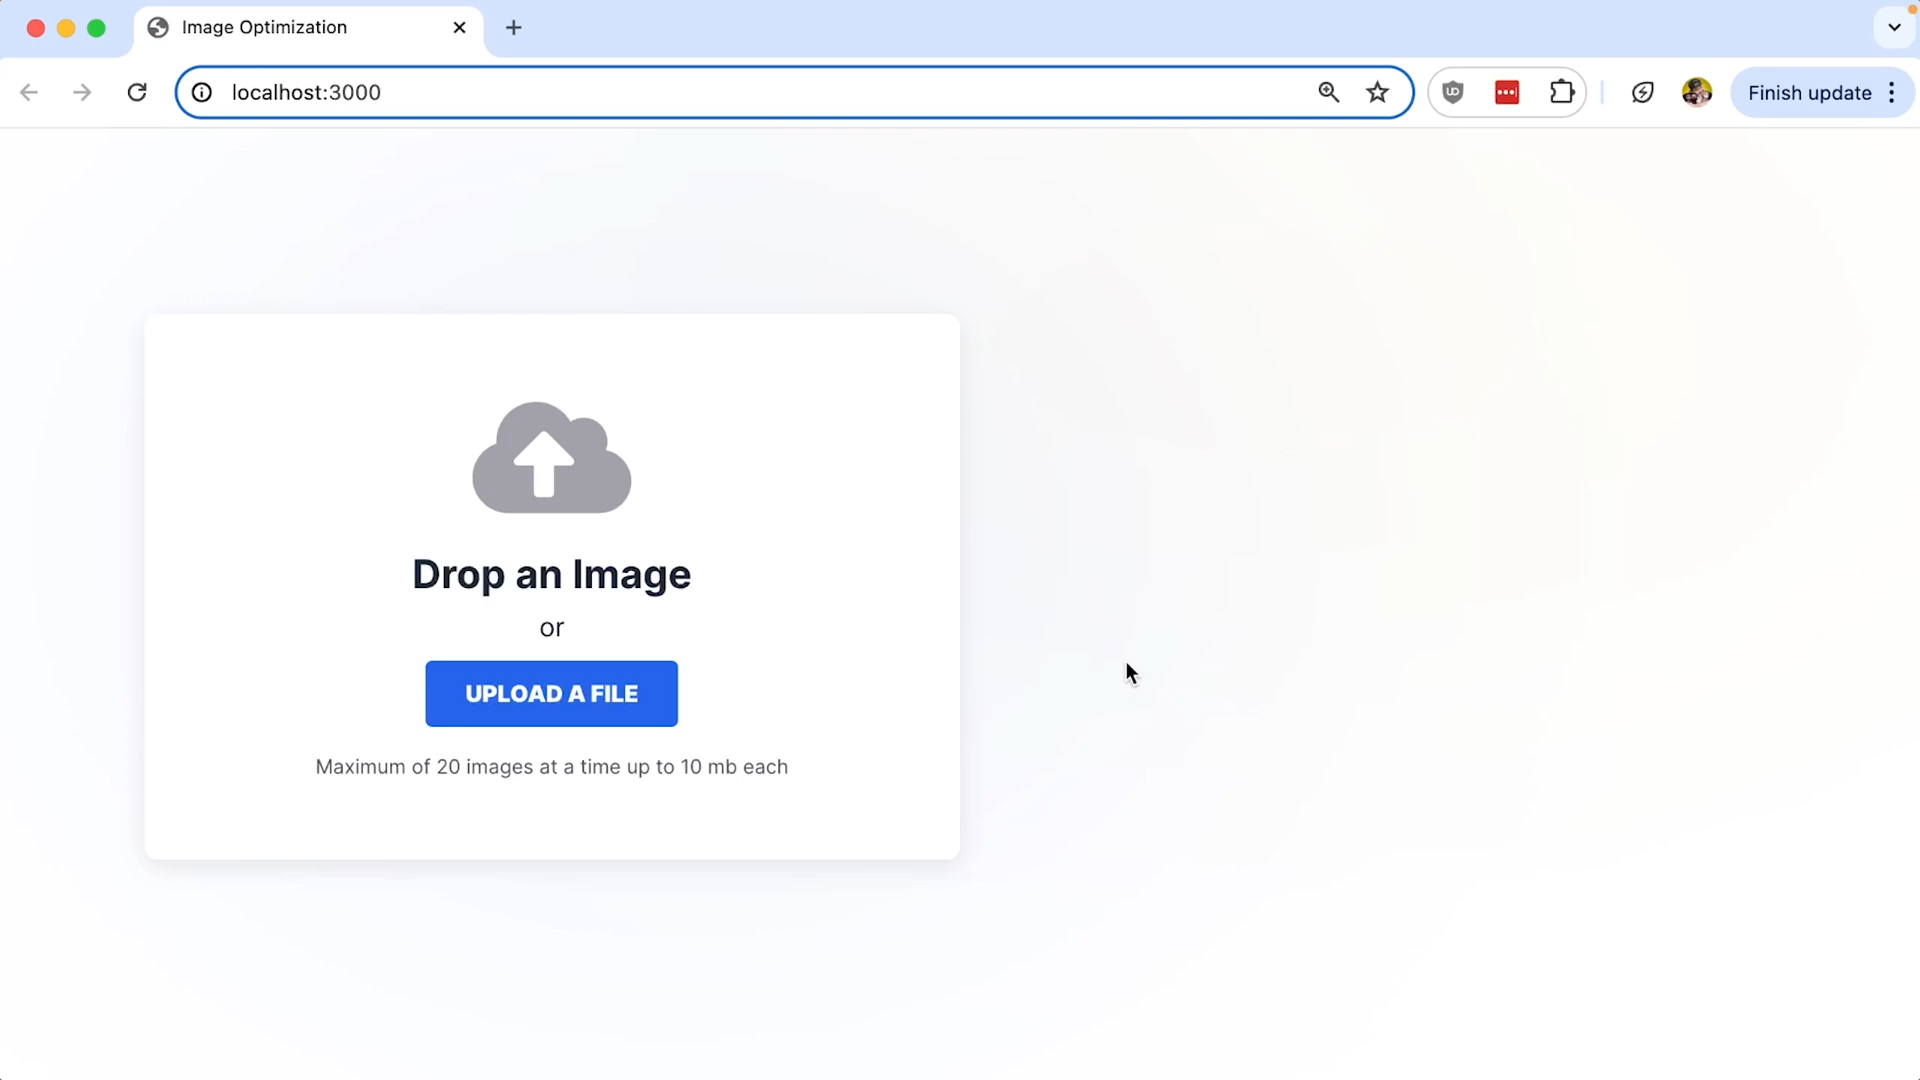 Image Optimization
localhost:3000
Finish update
Drop an Image
or
UPLOAD A FILE
Maximum of 20 images at a time up to 10 mb each